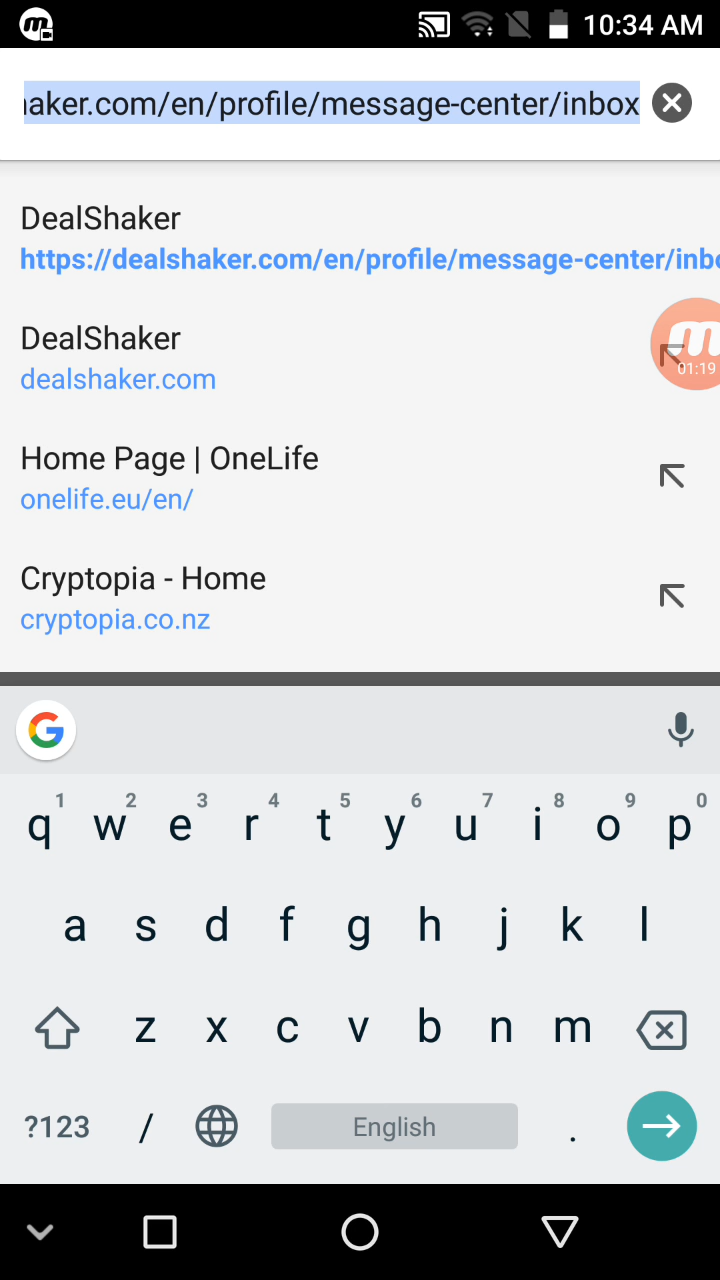 10:34 AM
haker.com/en/profile/message-center/inbox
DealShaker
https://dealshaker.com/en/profile/message-center/inbo
DealShaker
dealshaker.com
01:19
Home Page | OneLife
onelife.eu/en/
Cryptopia - Home
cryptopia.co.nz
1 2 3 4 5 6 7 8 9 0
q w e r t y u i o p
a s d f g h j k l
z x c v b n m
?123 / English .